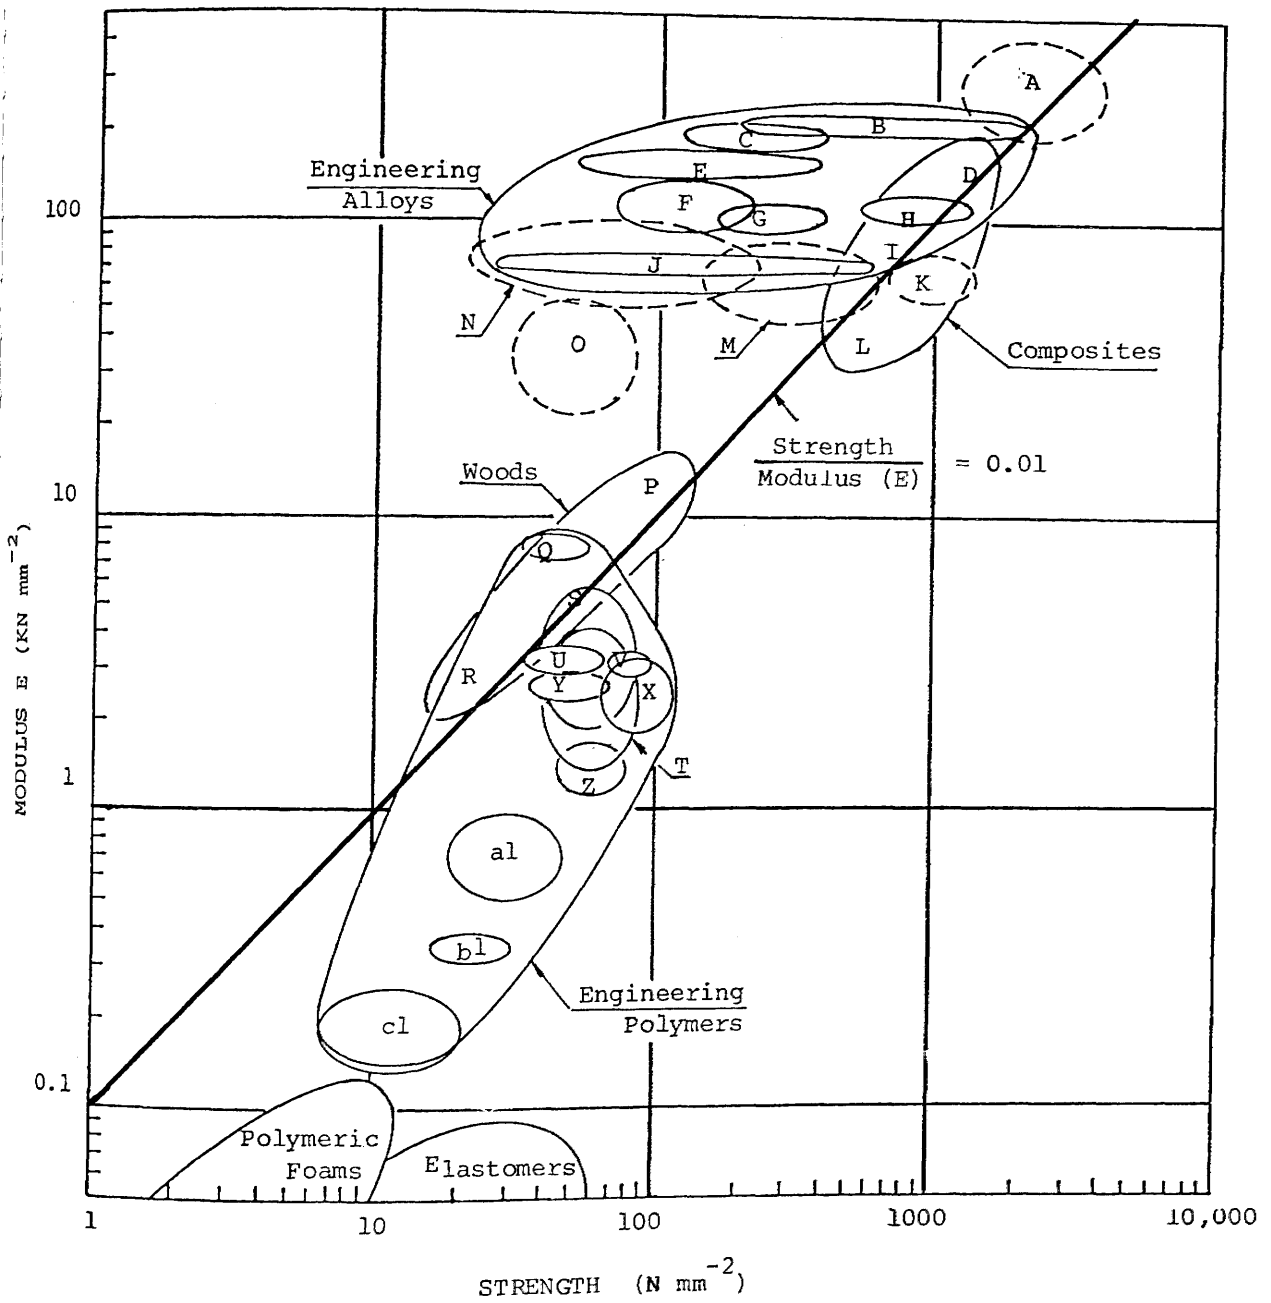 A
B
C
Engineering
Alloys
E
D
F
G
H
100
I
J
K
N
M
O
L
Composites
Strength
Modulus (E)
= 0.01
Woods
P
10
Q
S
U
V
R
Y
X
T
1
Z
al
bl
Engineering
Polymers
cl
0.1
Polymeric
Foams
Elastomers
1
10
100
1000
10,000
MODULUS E (KN mm-2)
STRENGTH (N mm-2)